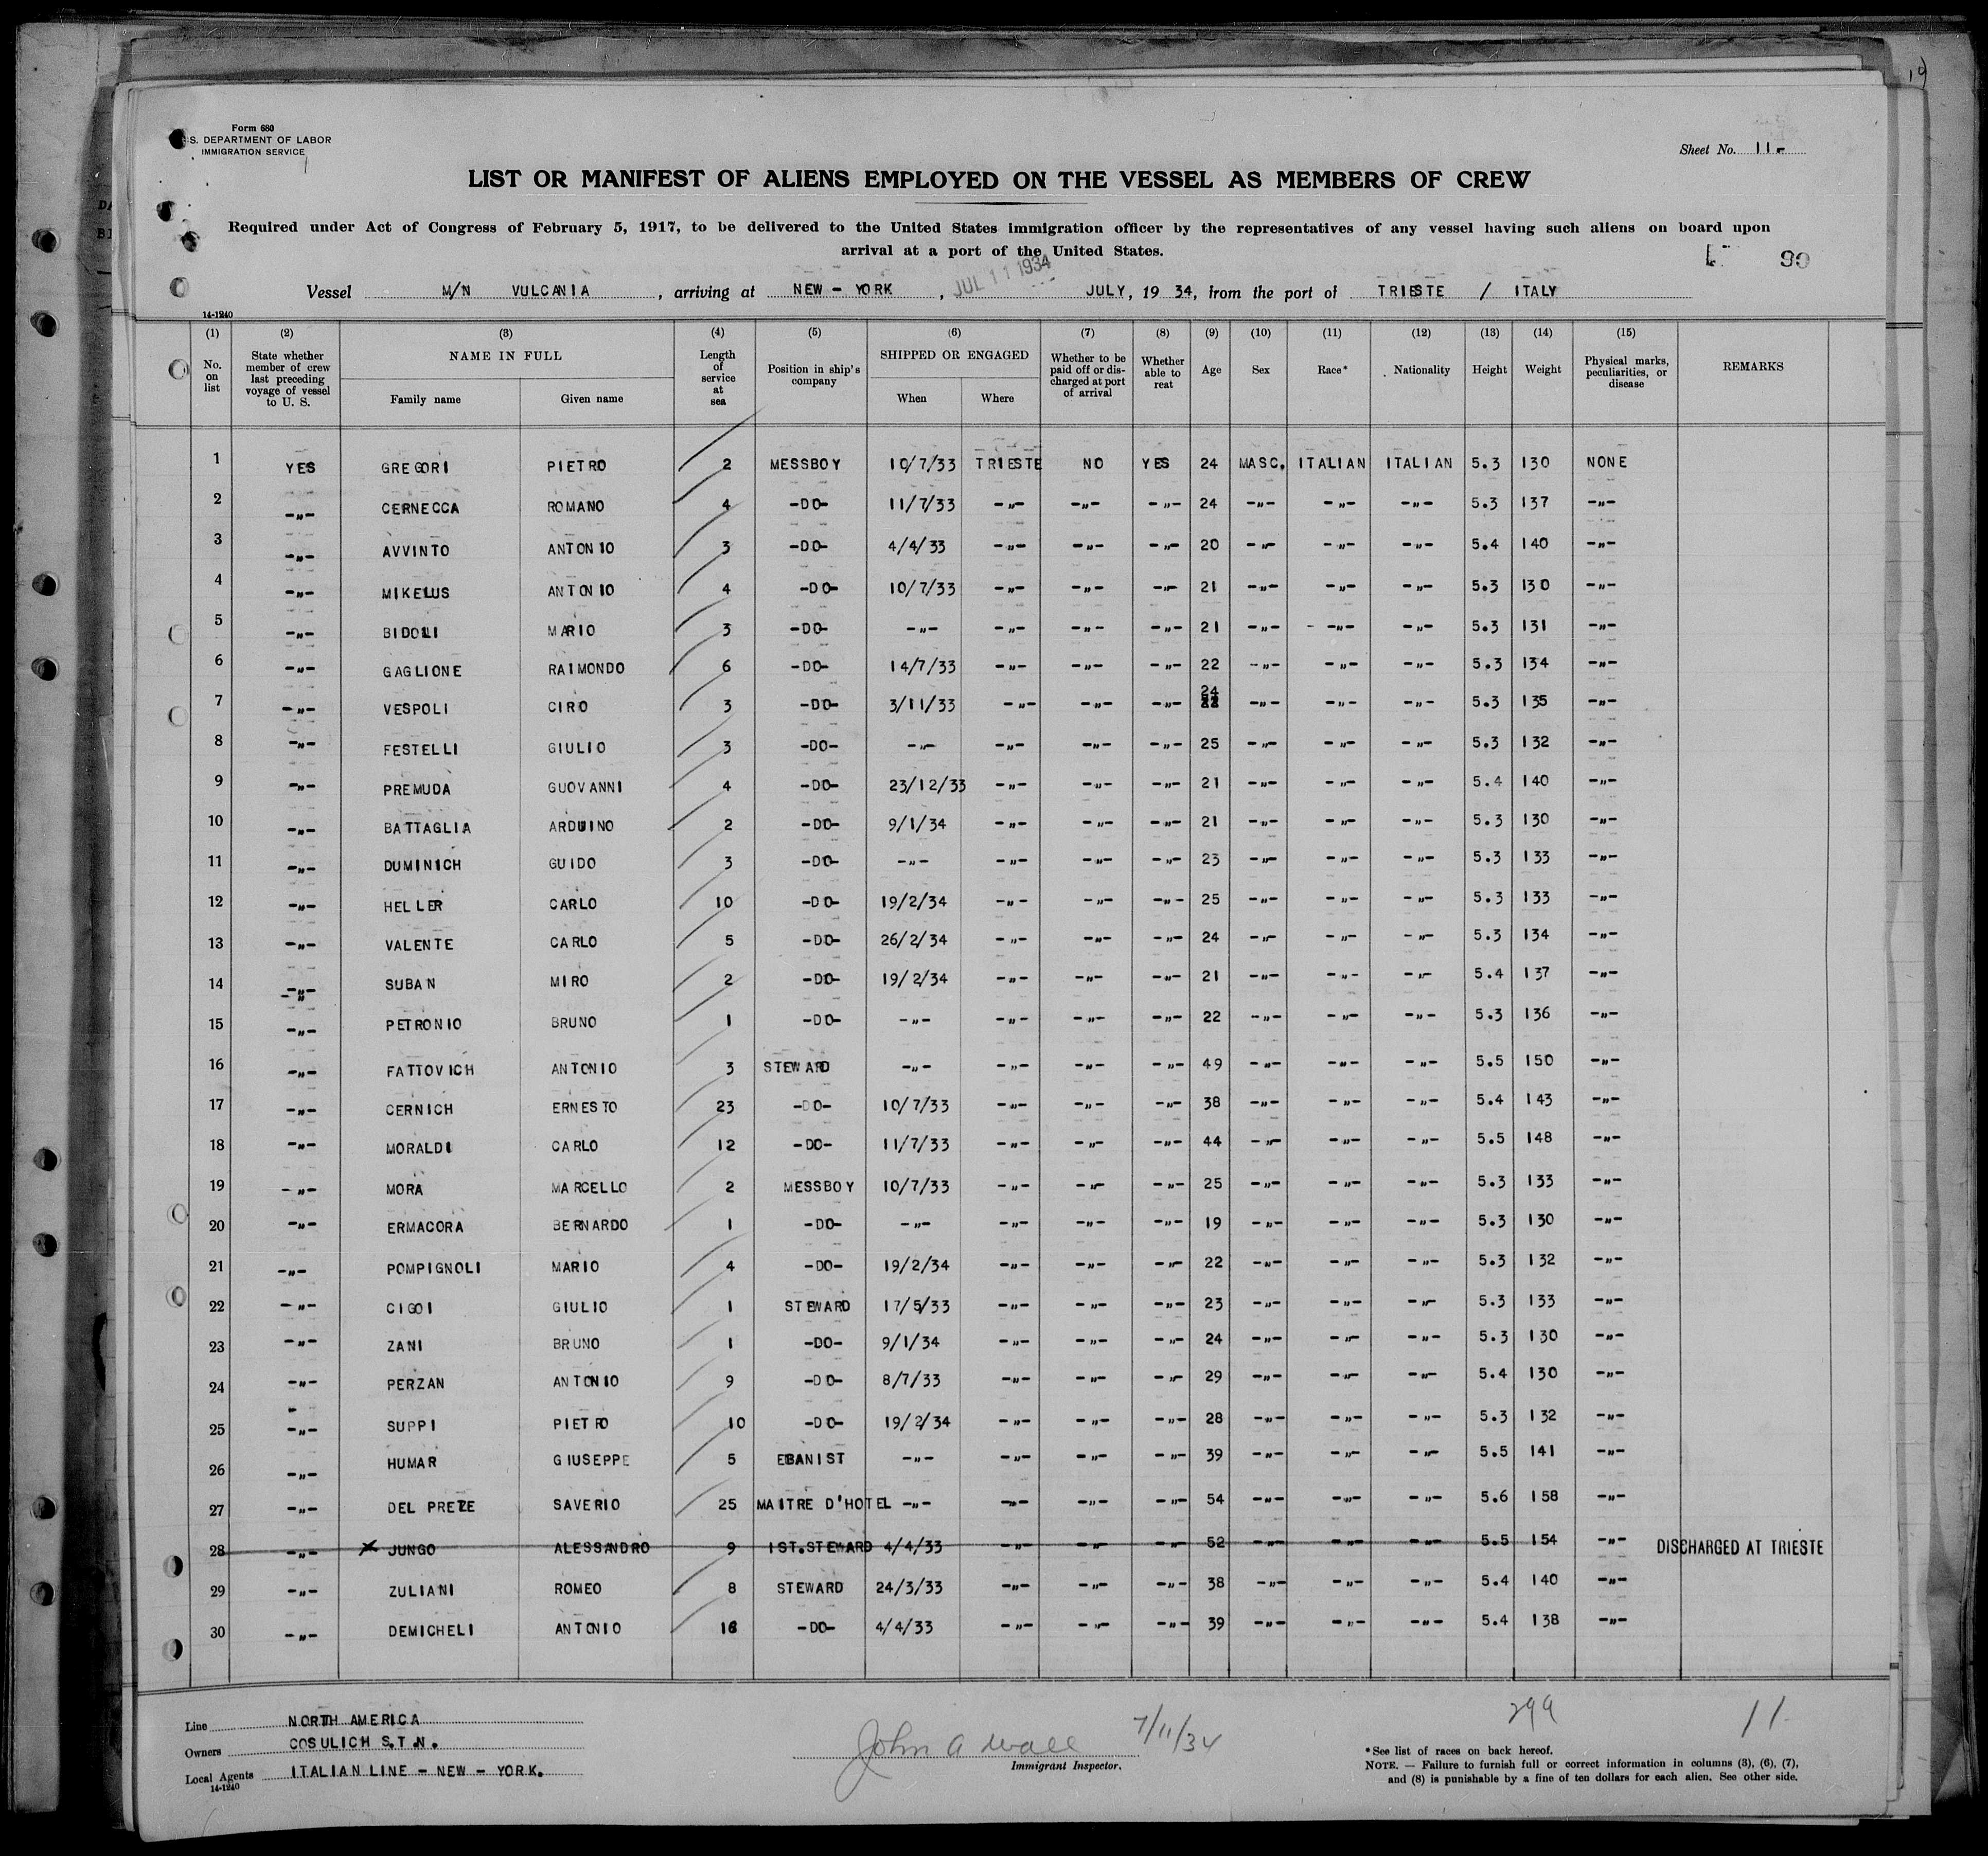 Form 680
S. DEPARTMENT OF LABOR
IMMIGRATION SERVICE
Sheet No. 11-
LIST OR MANIFEST OF ALIENS EMPLOYED ON THE VESSEL AS MEMBERS OF CREW
Required under Act of Congress of February 5, 1917, to be delivered to the United States immigration officer by the representatives of any vessel having such aliens on board upon
arrival at a port of the United States.
90
Vessel M/N VULCANIA, arriving at NEW-YORK, JUL 11 1934 JULY, 1934, from the port of TRIESTE / ITALY
14-1240
(1) (2) (3) (4) (5) (6) (7) (8) (9) (10) (11) (12) (13) (14) (15)
No. on list | State whether member of crew last preceding voyage of vessel to U. S. | NAME IN FULL Family name Given name | Length of service at sea | Position in ship's company | SHIPPED OR ENGAGED When Where | Whether to be paid off or discharged at port of arrival | Whether able to reat | Age | Sex | Race* | Nationality | Height | Weight | Physical marks, peculiarities, or disease | REMARKS
1 YES GREGORI PIETRO 2 MESSBOY 10/7/33 TRIESTE NO YES 24 MASC. ITALIAN ITALIAN 5.3 130 NONE
2 -"- CERNECCA ROMANO 4 -DO- 11/7/33 -"- -"- -"- 24 -"- -"- -"- 5.3 137 -"-
3 -"- AVVINTO ANTONIO 3 -DO- 4/4/33 -"- -"- -"- 20 -"- -"- -"- 5.4 140 -"-
4 -"- MIKELUS ANTONIO 4 -DO- 10/7/33 -"- -"- -"- 21 -"- -"- -"- 5.3 130 -"-
5 -"- BIDOLI MARIO 3 -DO- -"- -"- -"- -"- 21 -"- -"- -"- 5.3 131 -"-
6 -"- GAGLIONE RAIMONDO 6 -DO- 14/7/33 -"- -"- -"- 22 -"- -"- -"- 5.3 134 -"-
7 -"- VESPOLI CIRO 3 -DO- 3/11/33 -"- -"- -"- 24 -"- -"- -"- 5.3 135 -"-
8 -"- FESTELLI GIULIO 3 -DO- -"- -"- -"- -"- 25 -"- -"- -"- 5.3 132 -"-
9 -"- PREMUDA GUOVANNI 4 -DO- 23/12/33 -"- -"- -"- 21 -"- -"- -"- 5.4 140 -"-
10 -"- BATTAGLIA ARDUINO 2 -DO- 9/1/34 -"- -"- -"- 21 -"- -"- -"- 5.3 130 -"-
11 -"- DUMINICH GUIDO 3 -DO- -"- -"- -"- -"- 23 -"- -"- -"- 5.3 133 -"-
12 -"- HELLER CARLO 10 -DO- 19/2/34 -"- -"- -"- 25 -"- -"- -"- 5.3 133 -"-
13 -"- VALENTE CARLO 5 -DO- 26/2/34 -"- -"- -"- 24 -"- -"- -"- 5.3 134 -"-
14 -"- SUBAN MIRO 2 -DO- 19/2/34 -"- -"- -"- 21 -"- -"- -"- 5.4 137 -"-
15 -"- PETRONIO BRUNO 1 -DO- -"- -"- -"- -"- 22 -"- -"- -"- 5.3 136 -"-
16 -"- FATTOVICH ANTONIO 3 STEWARD -"- -"- -"- -"- 49 -"- -"- -"- 5.5 150 -"-
17 -"- CERNICH ERNESTO 23 -DO- 10/7/33 -"- -"- -"- 38 -"- -"- -"- 5.4 143 -"-
18 -"- MORALDI CARLO 12 -DO- 11/7/33 -"- -"- -"- 44 -"- -"- -"- 5.5 148 -"-
19 -"- MORA MARCELLO 2 MESSBOY 10/7/33 -"- -"- -"- 25 -"- -"- -"- 5.3 133 -"-
20 -"- ERMACORA BERNARDO 1 -DO- -"- -"- -"- -"- 19 -"- -"- -"- 5.3 130 -"-
21 -"- POMPIGNOLI MARIO 4 -DO- 19/2/34 -"- -"- -"- 22 -"- -"- -"- 5.3 132 -"-
22 -"- CIGOI GIULIO 1 STEWARD 17/5/33 -"- -"- -"- 23 -"- -"- -"- 5.3 133 -"-
23 -"- ZANI BRUNO 1 -DO- 9/1/34 -"- -"- -"- 24 -"- -"- -"- 5.3 130 -"-
24 -"- PERZAN ANTONIO 9 -DO- 8/7/33 -"- -"- -"- 29 -"- -"- -"- 5.4 130 -"-
25 -"- SUPPI PIETRO 10 -DO- 19/2/34 -"- -"- -"- 28 -"- -"- -"- 5.3 132 -"-
26 -"- HUMAR GIUSEPPE 5 EBANIST -"- -"- -"- -"- 39 -"- -"- -"- 5.5 141 -"-
27 -"- DEL PRETE SAVERIO 25 MAITRE D'HOTEL -"- -"- -"- -"- 54 -"- -"- -"- 5.6 158 -"-
28 -"- x JUNGO ALESSANDRO 9 1ST.STEWARD 4/4/33 -"- -"- -"- 52 -"- -"- -"- 5.5 154 -"- DISCHARGED AT TRIESTE
29 -"- ZULIANI ROMEO 8 STEWARD 24/3/33 -"- -"- -"- 38 -"- -"- -"- 5.4 140 -"-
30 -"- DEMICHELI ANTONIO 16 -DO- 4/4/33 -"- -"- -"- 39 -"- -"- -"- 5.4 138 -"-
Line NORTH AMERICA
Owners COSULICH S.T.N.
Local Agents ITALIAN LINE - NEW - YORK.
14-1240
John A Wall 7/11/34
Immigrant Inspector.
299
11
*See list of races on back hereof.
NOTE. — Failure to furnish full or correct information in columns (3), (6), (7),
and (8) is punishable by a fine of ten dollars for each alien. See other side.